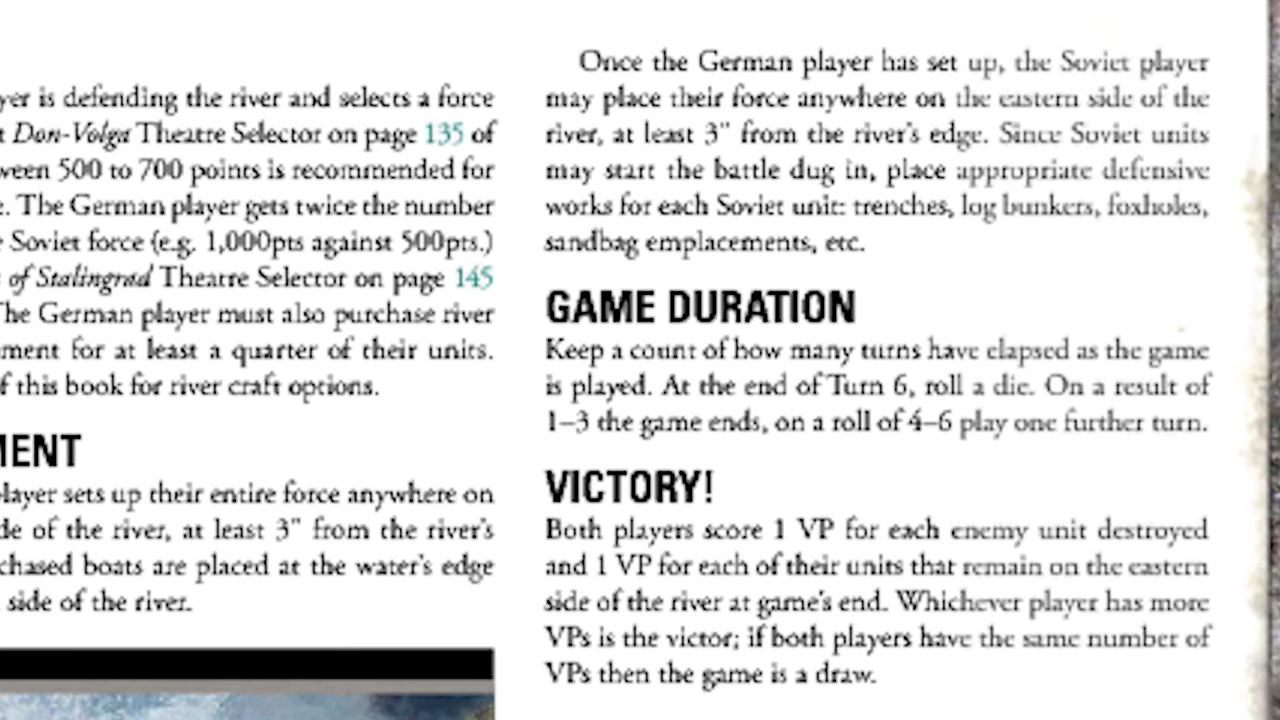 yer is defending the river and selects a force
t Don-Volga Theatre Selector on page 135 of
ween 500 to 700 points is recommended for
e. The German player gets twice the number
e Soviet force (e.g. 1,000pts against 500pts.)
s of Stalingrad Theatre Selector on page 145
The German player must also purchase river
ment for at least a quarter of their units.
f this book for river craft options.
MENT
player sets up their entire force anywhere on
de of the river, at least 3" from the river's
chased boats are placed at the water's edge
side of the river.
Once the German player has set up, the Soviet player
may place their force anywhere on the eastern side of the
river, at least 3" from the river's edge. Since Soviet units
may start the battle dug in, place appropriate defensive
works for each Soviet unit: trenches, log bunkers, foxholes,
sandbag emplacements, etc.
GAME DURATION
Keep a count of how many turns have elapsed as the game
is played. At the end of Turn 6, roll a die. On a result of
1–3 the game ends, on a roll of 4–6 play one further turn.
VICTORY!
Both players score 1 VP for each enemy unit destroyed
and 1 VP for each of their units that remain on the eastern
side of the river at game's end. Whichever player has more
VPs is the victor; if both players have the same number of
VPs then the game is a draw.